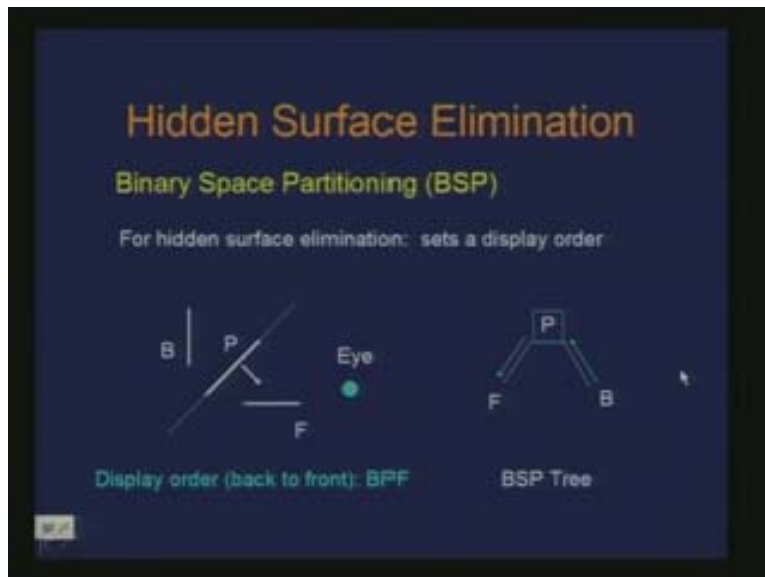 Hidden Surface Elimination
Binary Space Partitioning (BSP)
For hidden surface elimination: sets a display order
B
P
Eye
F
P
F
B
Display order (back to front): BPF
BSP Tree